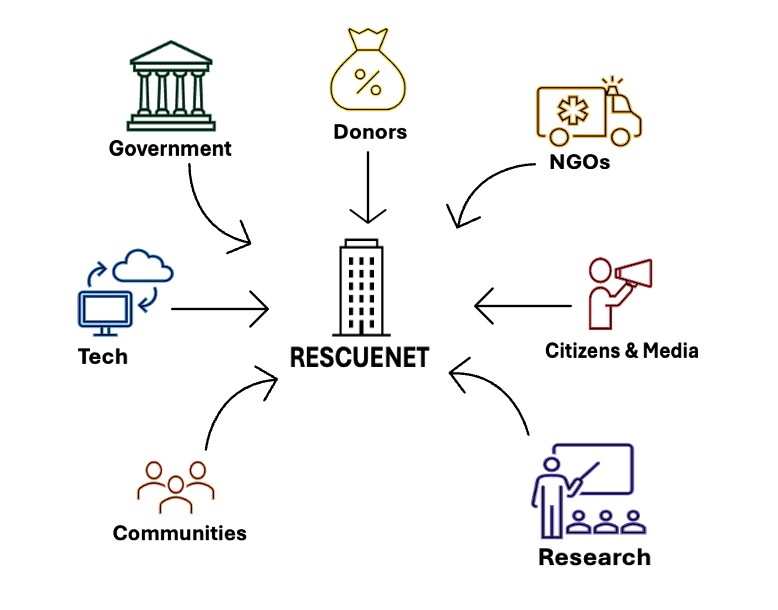 Government
Donors
NGOs
Tech
RESCUENET
Citizens & Media
Communities
Research